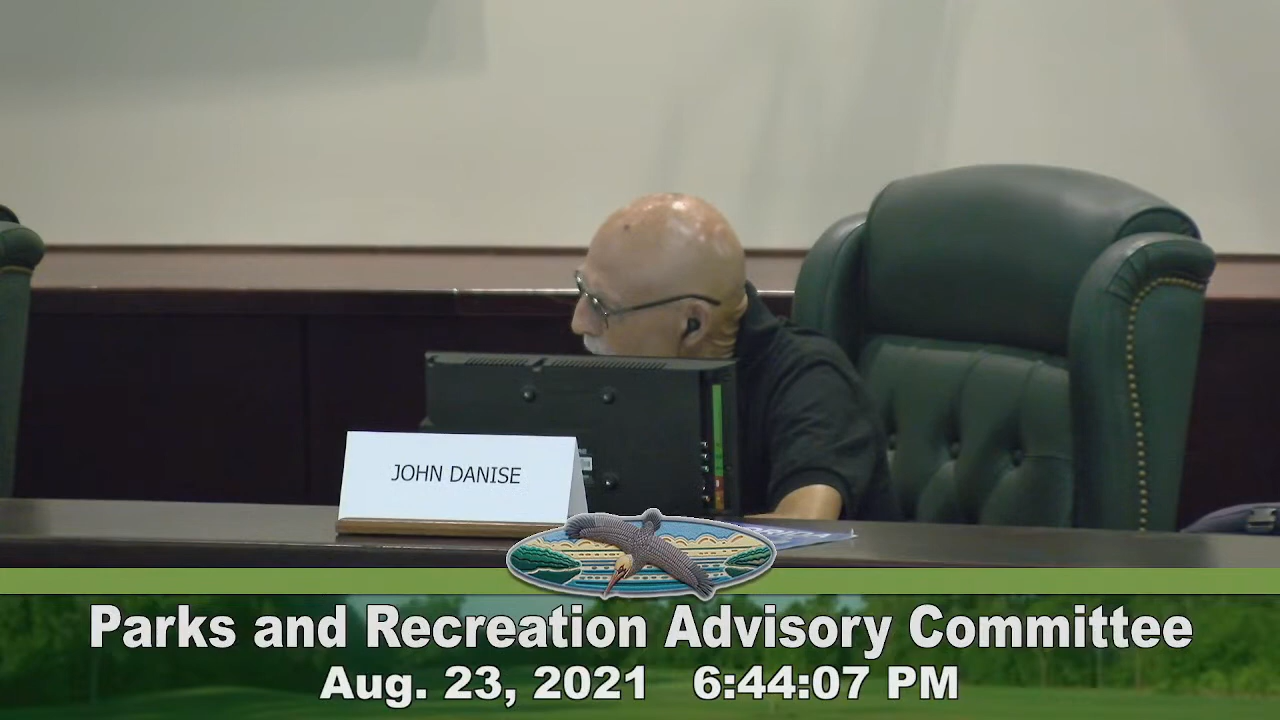 JOHN DANISE
Parks and Recreation Advisory Committee
Aug. 23, 2021 6:44:07 PM